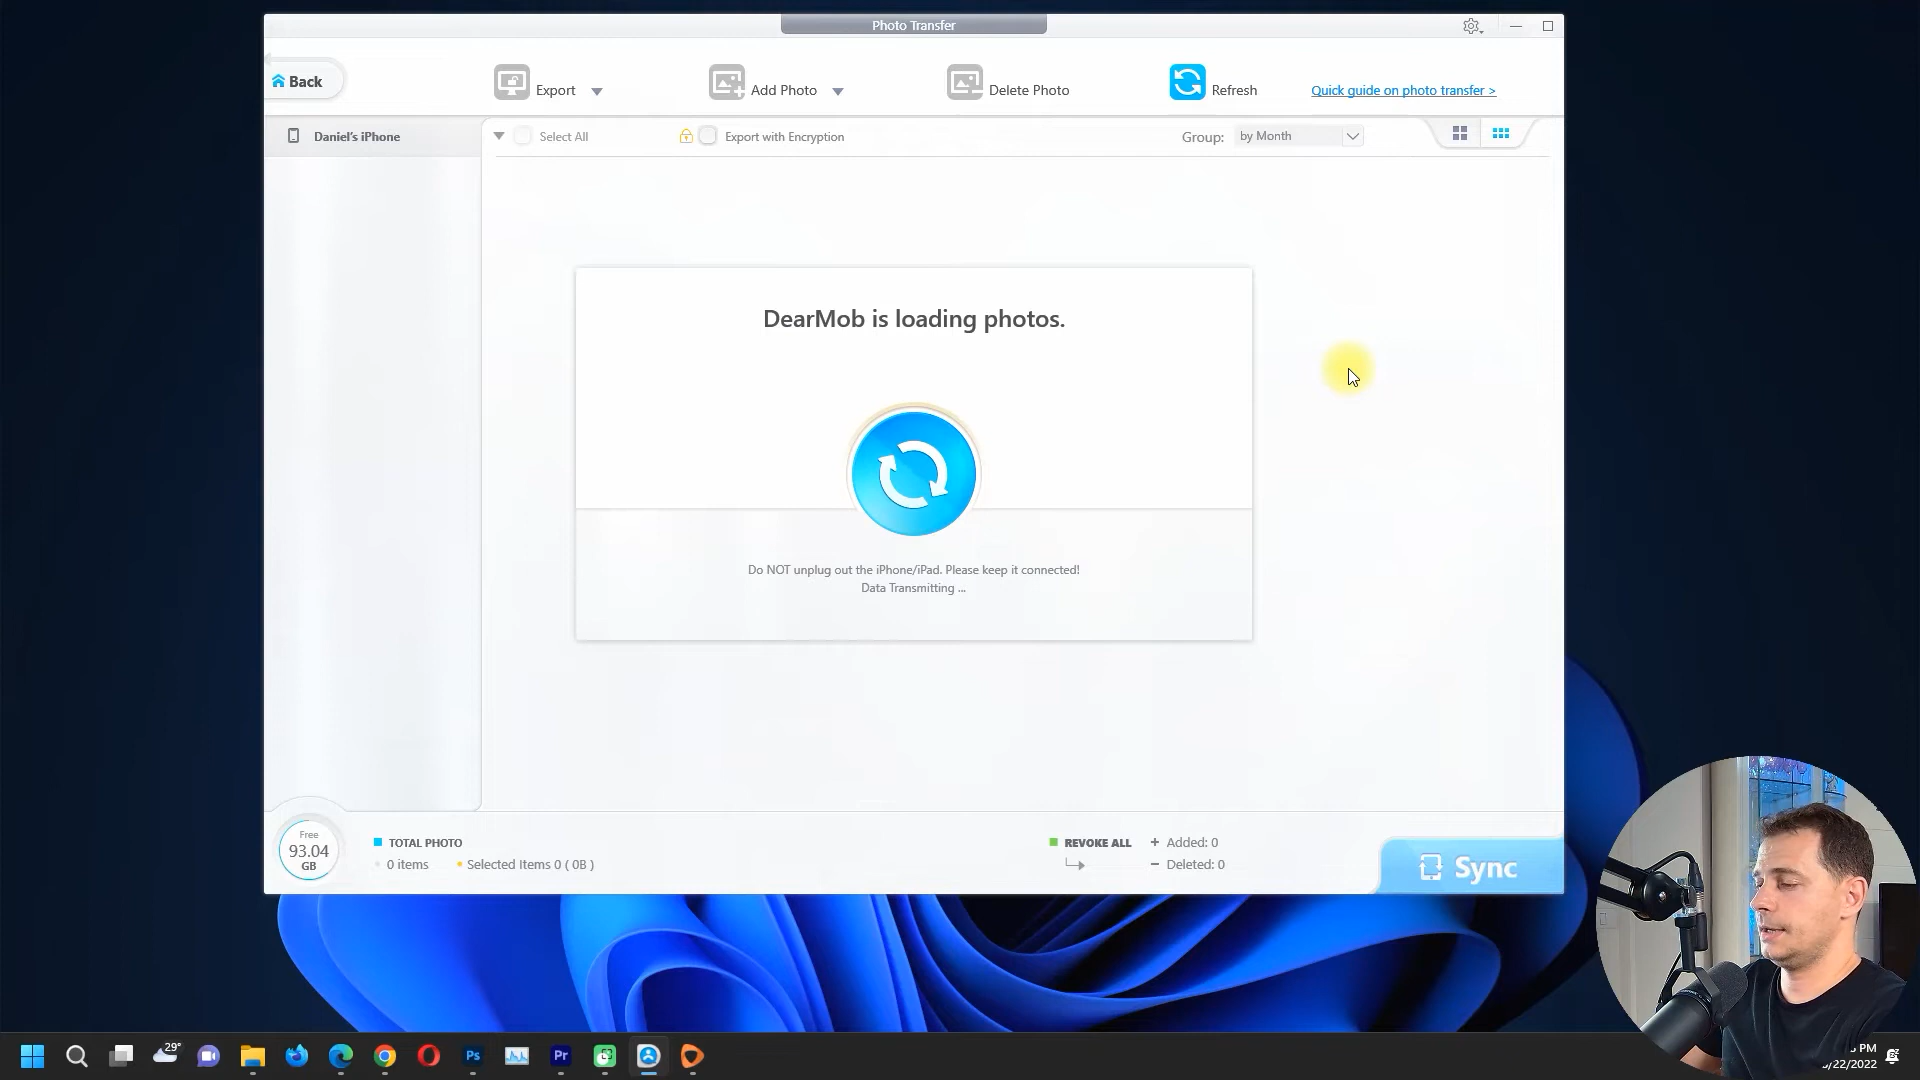 Photo Transfer
Back
Export
Add Photo
Delete Photo
Refresh
Quick guide on photo transfer >
Daniel's iPhone
Select All
Export with Encryption
Group:
by Month
DearMob is loading photos.
Do NOT unplug out the iPhone/iPad. Please keep it connected!
Data Transmitting ...
Free
93.04
GB
TOTAL PHOTO
0 items
Selected Items 0 ( 0B )
REVOKE ALL
+ Added: 0
− Deleted: 0
Sync
29°
Ps
Pr
PM
/22/2022